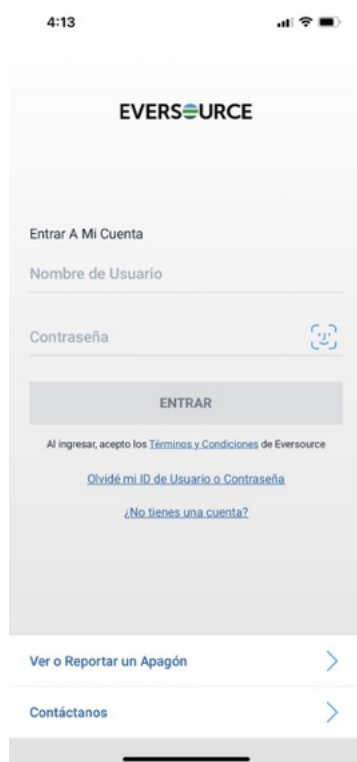 4:13
EVERSOURCE
Entrar A Mi Cuenta
Nombre de Usuario
Contraseña
ENTRAR
Al ingresar, acepto los Términos y Condiciones de Eversource
Olvidé mi ID de Usuario o Contraseña
¿No tienes una cuenta?
Ver o Reportar un Apagón
Contáctanos